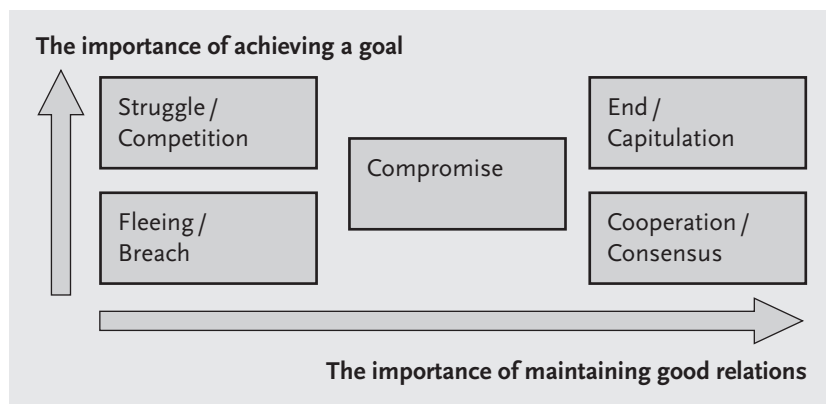 The importance of achieving a goal
Struggle /
Competition
End /
Capitulation
Compromise
Fleeing /
Breach
Cooperation /
Consensus
The importance of maintaining good relations